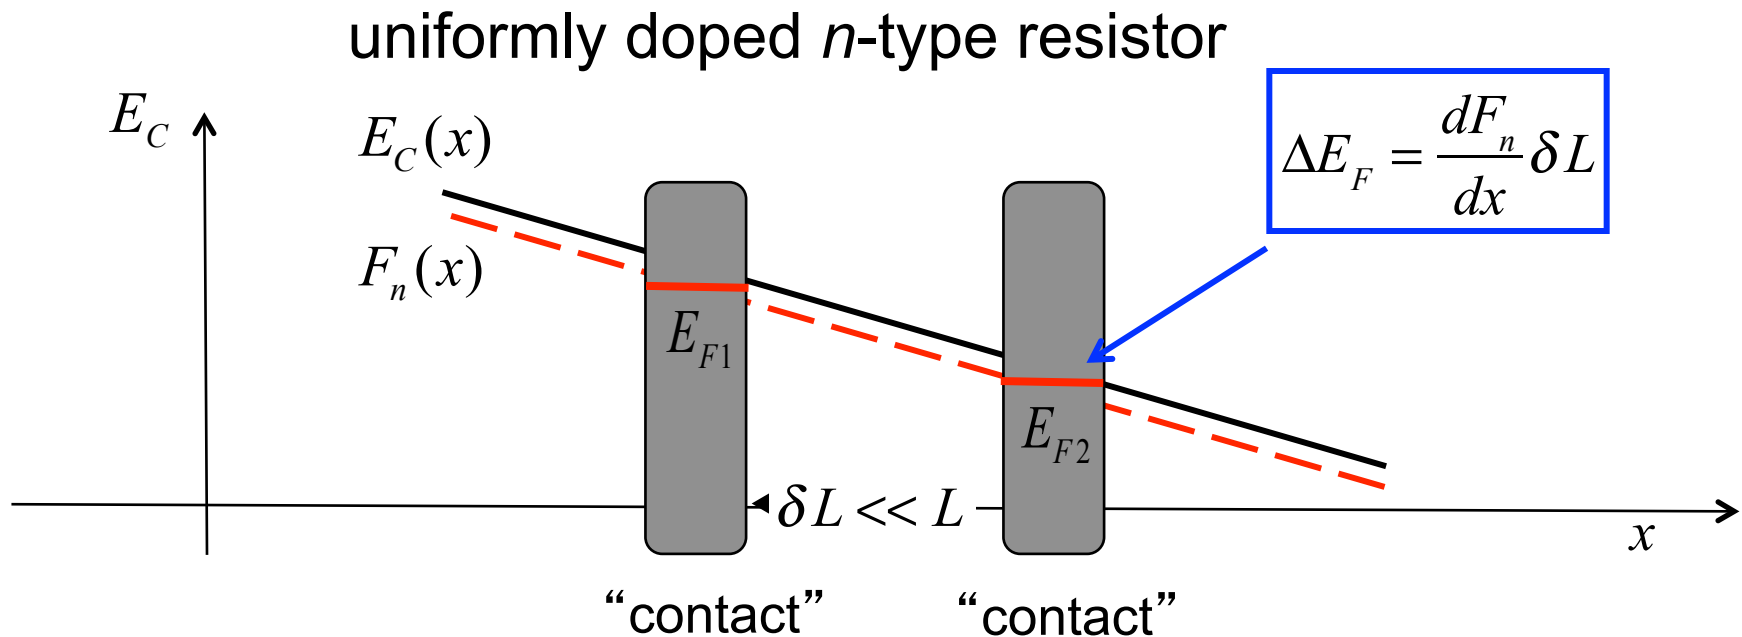 uniformly doped n-type resistor
E_C
E_C(x)
ΔE_F = dF_n/dx δL
F_n(x)
E_F1
E_F2
δL << L
x
“contact” “contact”